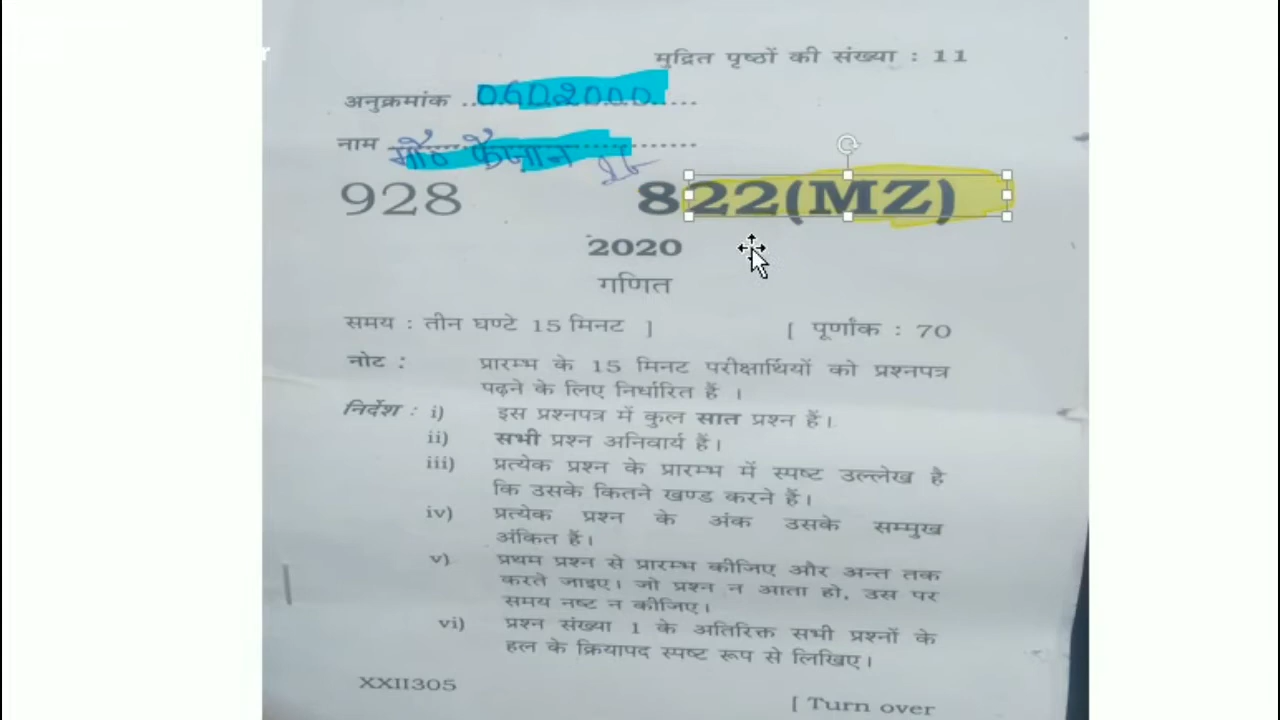 मुद्रित पृष्ठों की संख्या : 11
अनुक्रमांक .. 0602000 ....
नाम ........ मौ० फैजान ........
928 822(MZ)
2020
गणित
समय : तीन घण्टे 15 मिनट ] [ पूर्णांक : 70
नोट : प्रारम्भ के 15 मिनट परीक्षार्थियों को प्रश्नपत्र
पढ़ने के लिए निर्धारित हैं ।
निर्देश : i) इस प्रश्नपत्र में कुल सात प्रश्न हैं।
ii) सभी प्रश्न अनिवार्य हैं।
iii) प्रत्येक प्रश्न के प्रारम्भ में स्पष्ट उल्लेख है
कि उसके कितने खण्ड करने हैं।
iv) प्रत्येक प्रश्न के अंक उसके सम्मुख
अंकित हैं।
v) प्रथम प्रश्न से प्रारम्भ कीजिए और अन्त तक
करते जाइए। जो प्रश्न न आता हो, उस पर
समय नष्ट न कीजिए।
vi) प्रश्न संख्या 1 के अतिरिक्त सभी प्रश्नों के
हल के क्रियापद स्पष्ट रूप से लिखिए।
XXII305
[ Turn over